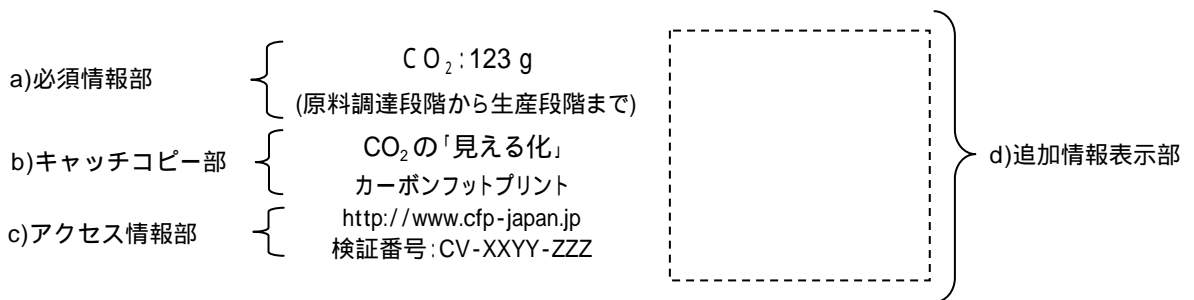 a)必須情報部
CO₂:123 g
(原料調達段階から生産段階まで)
b)キャッチコピー部
CO₂の「見える化」
カーボンフットプリント
c)アクセス情報部
http://www.cfp-japan.jp
検証番号:CV-XXYY-ZZZ
d)追加情報表示部